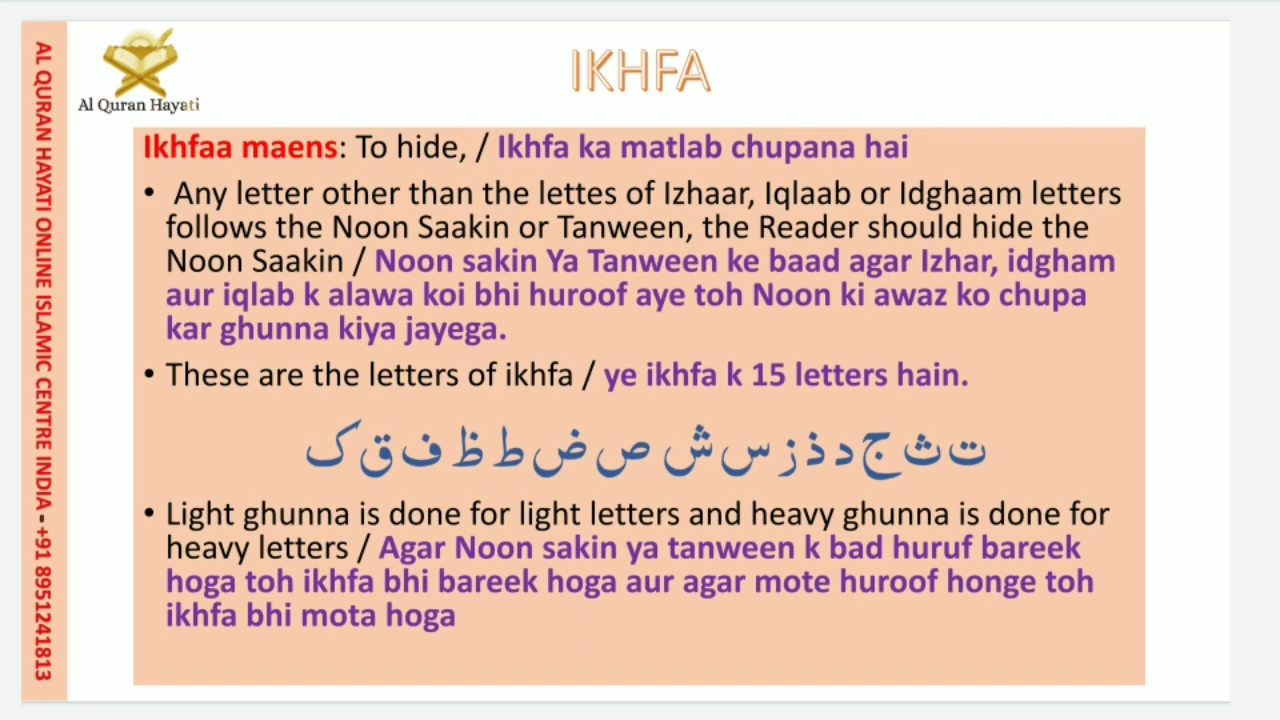 AL QURAN HAYATI ONLINE ISLAMIC CENTRE INDIA - +91 8951241813
Al Quran Hayati
IKHFA
Ikhfaa maens: To hide, / Ikhfa ka matlab chupana hai
• Any letter other than the lettes of Izhaar, Iqlaab or Idghaam letters
follows the Noon Saakin or Tanween, the Reader should hide the
Noon Saakin / Noon sakin Ya Tanween ke baad agar Izhar, idgham
aur iqlab k alawa koi bhi huroof aye toh Noon ki awaz ko chupa
kar ghunna kiya jayega.
• These are the letters of ikhfa / ye ikhfa k 15 letters hain.
ت ث ج د ذ ز س ش ص ض ط ظ ف ق ک
• Light ghunna is done for light letters and heavy ghunna is done for
heavy letters / Agar Noon sakin ya tanween k bad huruf bareek
hoga toh ikhfa bhi bareek hoga aur agar mote huroof honge toh
ikhfa bhi mota hoga